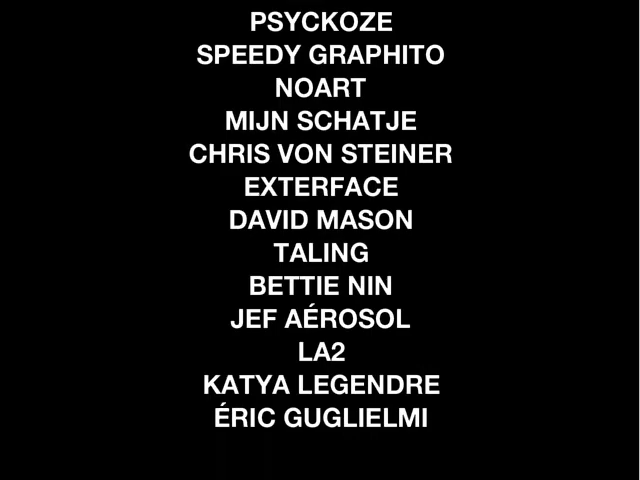 PSYCKOZE
SPEEDY GRAPHITO
NOART
MIJN SCHATJE
CHRIS VON STEINER
EXTERFACE
DAVID MASON
TALING
BETTIE NIN
JEF AÉROSOL
LA2
KATYA LEGENDRE
ÉRIC GUGLIELMI